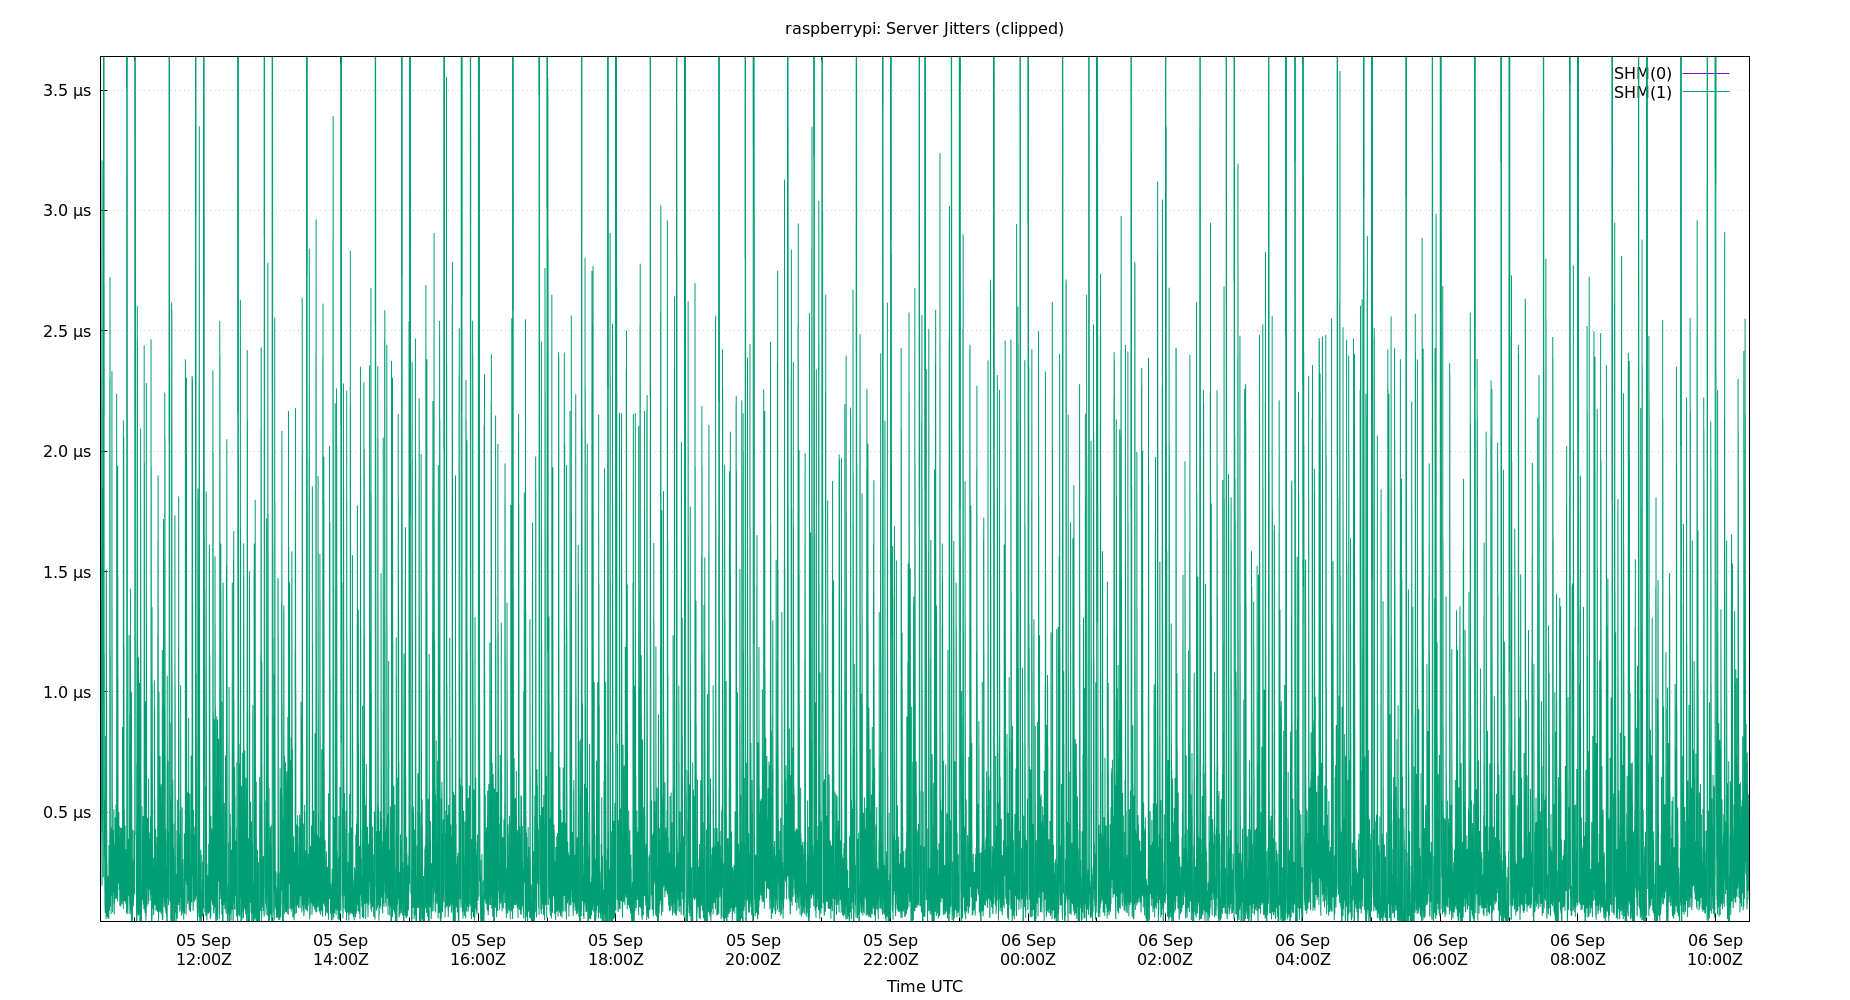 raspberrypi: Server Jitters (clipped)
SHM(0)
SHM(1)
3.5 µs
3.0 µs
2.5 µs
2.0 µs
1.5 µs
1.0 µs
0.5 µs
05 Sep 05 Sep 05 Sep 05 Sep 05 Sep 05 Sep 06 Sep 06 Sep 06 Sep 06 Sep 06 Sep 06 Sep
12:00Z 14:00Z 16:00Z 18:00Z 20:00Z 22:00Z 00:00Z 02:00Z 04:00Z 06:00Z 08:00Z 10:00Z
Time UTC